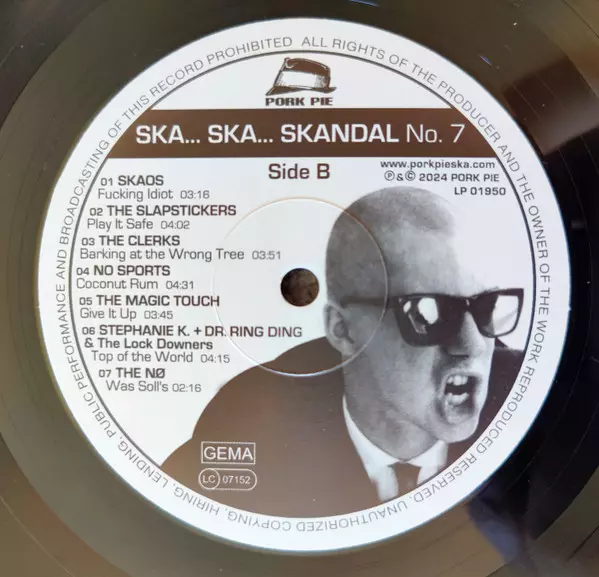 PORK PIE
SKA... SKA... SKANDAL No. 7
Side B
www.porkpieska.com
℗&© 2024 PORK PIE
LP 01950
01 SKAOS
Fucking Idiot 03:16
02 THE SLAPSTICKERS
Play It Safe 04:02
03 THE CLERKS
Barking at the Wrong Tree 03:51
04 NO SPORTS
Coconut Rum 04:31
05 THE MAGIC TOUCH
Give It Up 03:45
06 STEPHANIE K. + DR. RING DING
& The Lock Downers
Top of the World 04:15
07 THE NØ
Was Soll's 02:16
GEMA
LC 07152
ALL RIGHTS OF THE PRODUCER AND THE OWNER OF THE WORK REPRODUCED RESERVED. UNAUTHORIZED COPYING, HIRING, LENDING, PUBLIC PERFORMANCE AND BROADCASTING OF THIS RECORD PROHIBITED